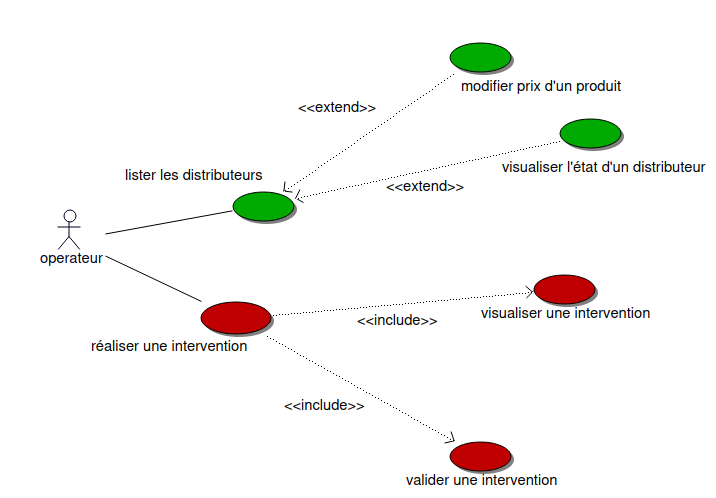 modifier prix d'un produit
<<extend>>
visualiser l'état d'un distributeur
lister les distributeurs
<<extend>>
operateur
visualiser une intervention
<<include>>
réaliser une intervention
<<include>>
valider une intervention